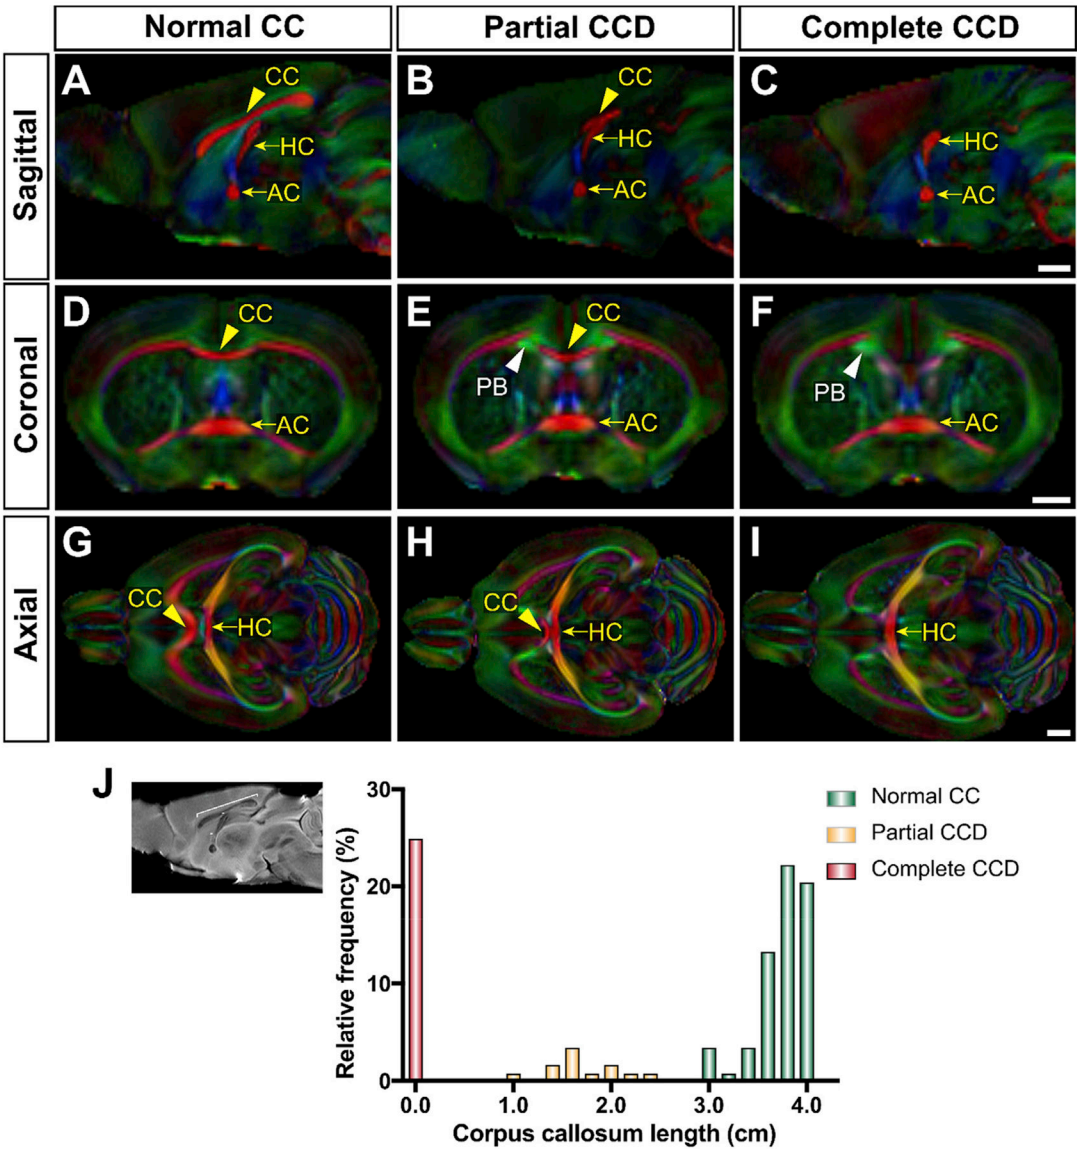 Normal CC
Partial CCD
Complete CCD
Sagittal
A
CC
HC
AC
B
CC
HC
AC
C
HC
AC
Coronal
D
CC
AC
E
CC
PB
AC
F
PB
AC
Axial
G
CC
HC
H
CC
HC
I
HC
J
Relative frequency (%)
30
20
10
0
0.0 1.0 2.0 3.0 4.0
Corpus callosum length (cm)
Normal CC
Partial CCD
Complete CCD